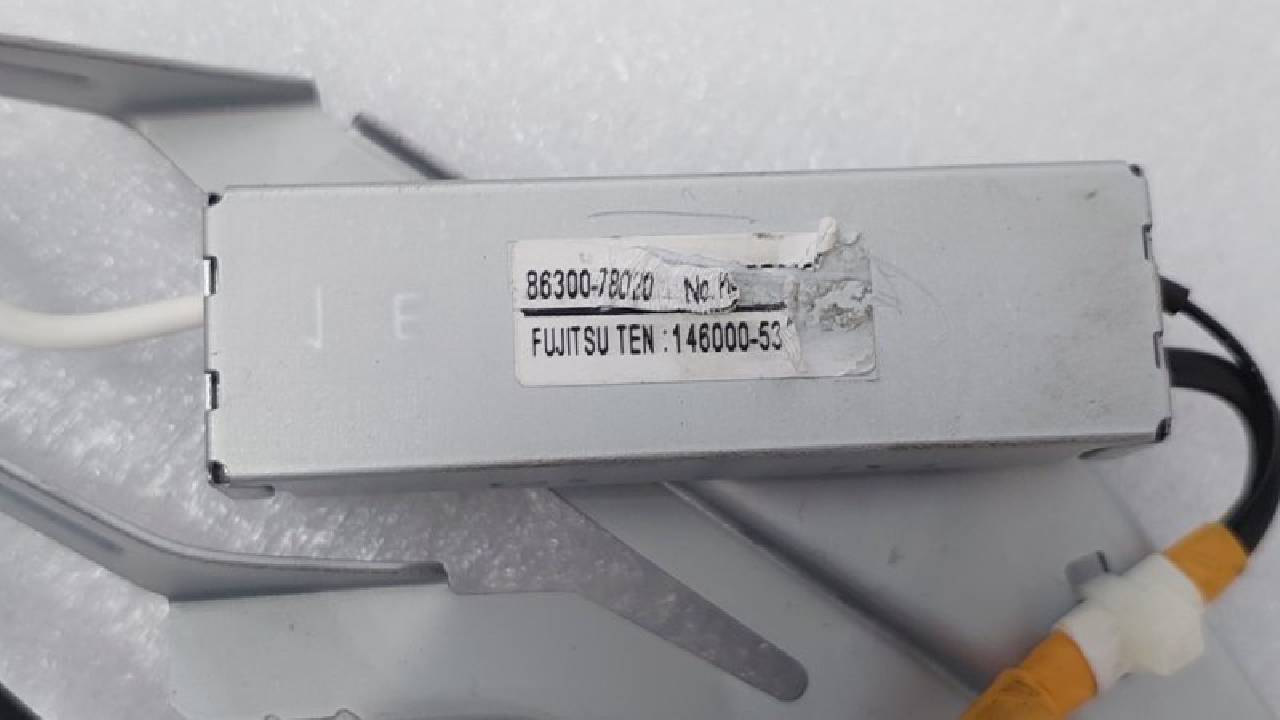 86300-78020 No.
FUJITSU TEN : 146000-53
E